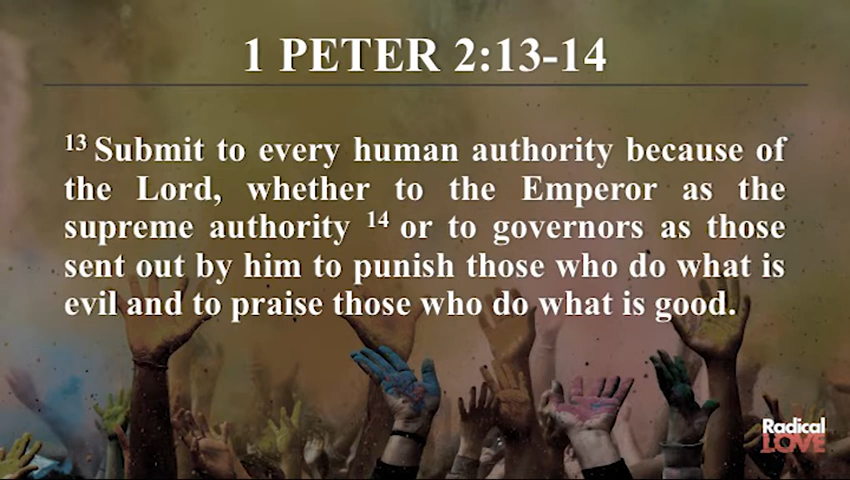 1 PETER 2:13-14
13 Submit to every human authority because of
the Lord, whether to the Emperor as the
supreme authority 14 or to governors as those
sent out by him to punish those who do what is
evil and to praise those who do what is good.
Radical
LOVE